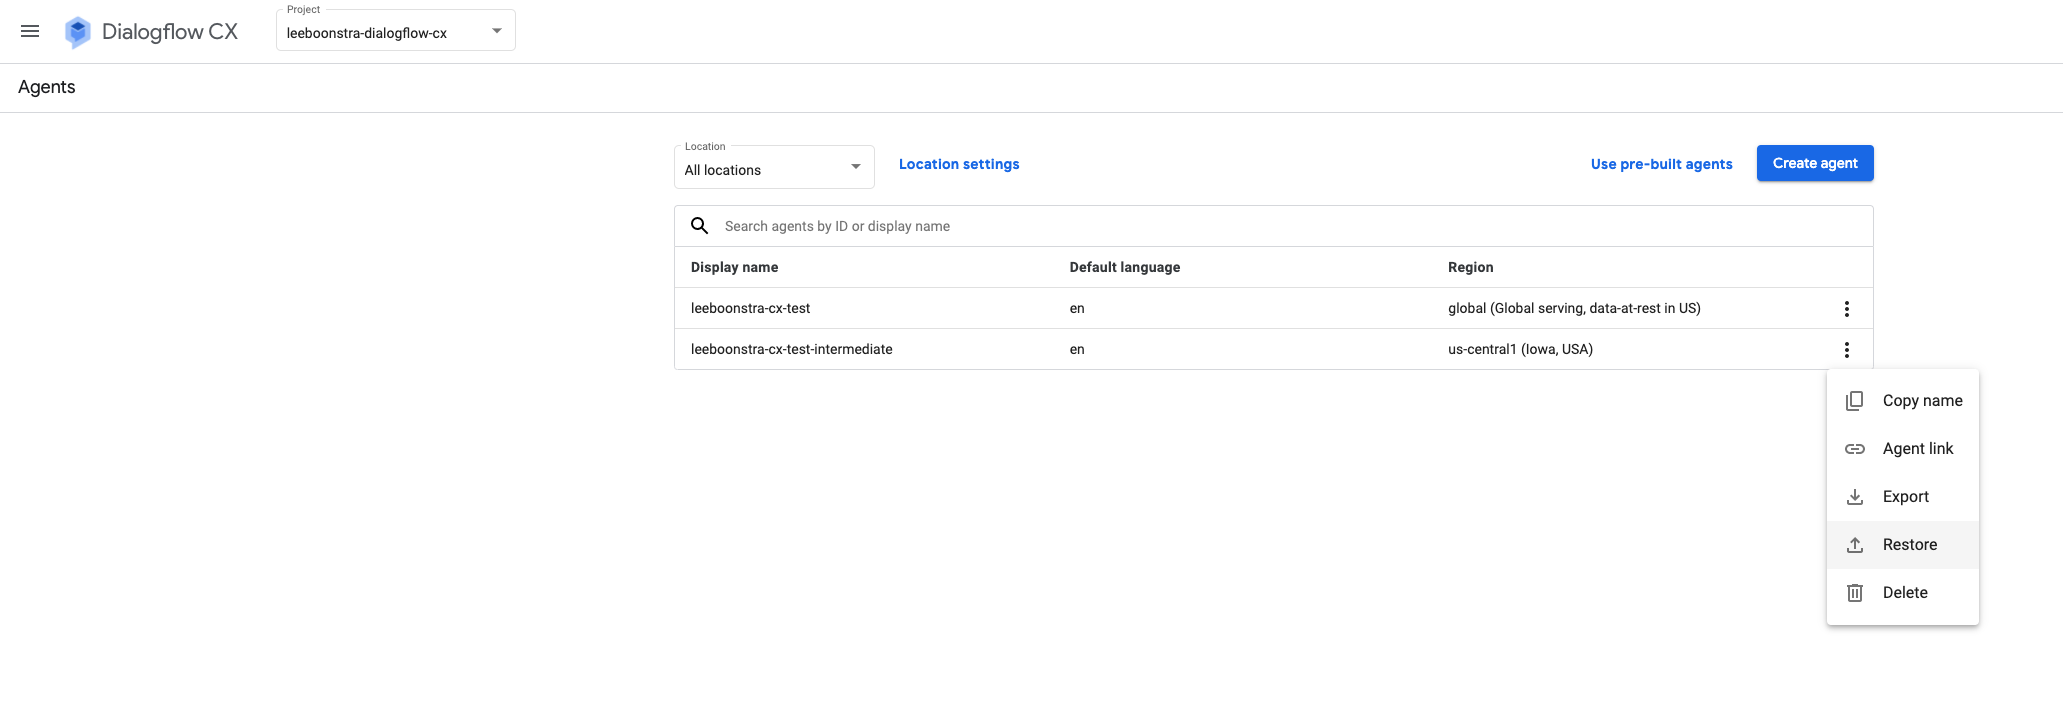 Project
Dialogflow CX
leeboonstra-dialogflow-cx
Agents
Location
All locations
Location settings
Use pre-built agents
Create agent
Search agents by ID or display name
Display name Default language Region
leeboonstra-cx-test en global (Global serving, data-at-rest in US)
leeboonstra-cx-test-intermediate en us-central1 (Iowa, USA)
Copy name
Agent link
Export
Restore
Delete